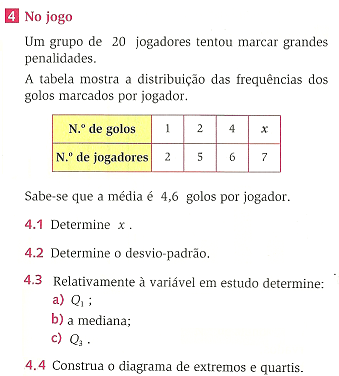 4 No jogo
Um grupo de 20 jogadores tentou marcar grandes
penalidades.
A tabela mostra a distribuição das frequências dos
golos marcados por jogador.
N.º de golos 1 2 4 x
N.º de jogadores 2 5 6 7
Sabe-se que a média é 4,6 golos por jogador.
4.1 Determine x .
4.2 Determine o desvio-padrão.
4.3 Relativamente à variável em estudo determine:
a) Q₁ ;
b) a mediana;
c) Q₃ .
4.4 Construa o diagrama de extremos e quartis.